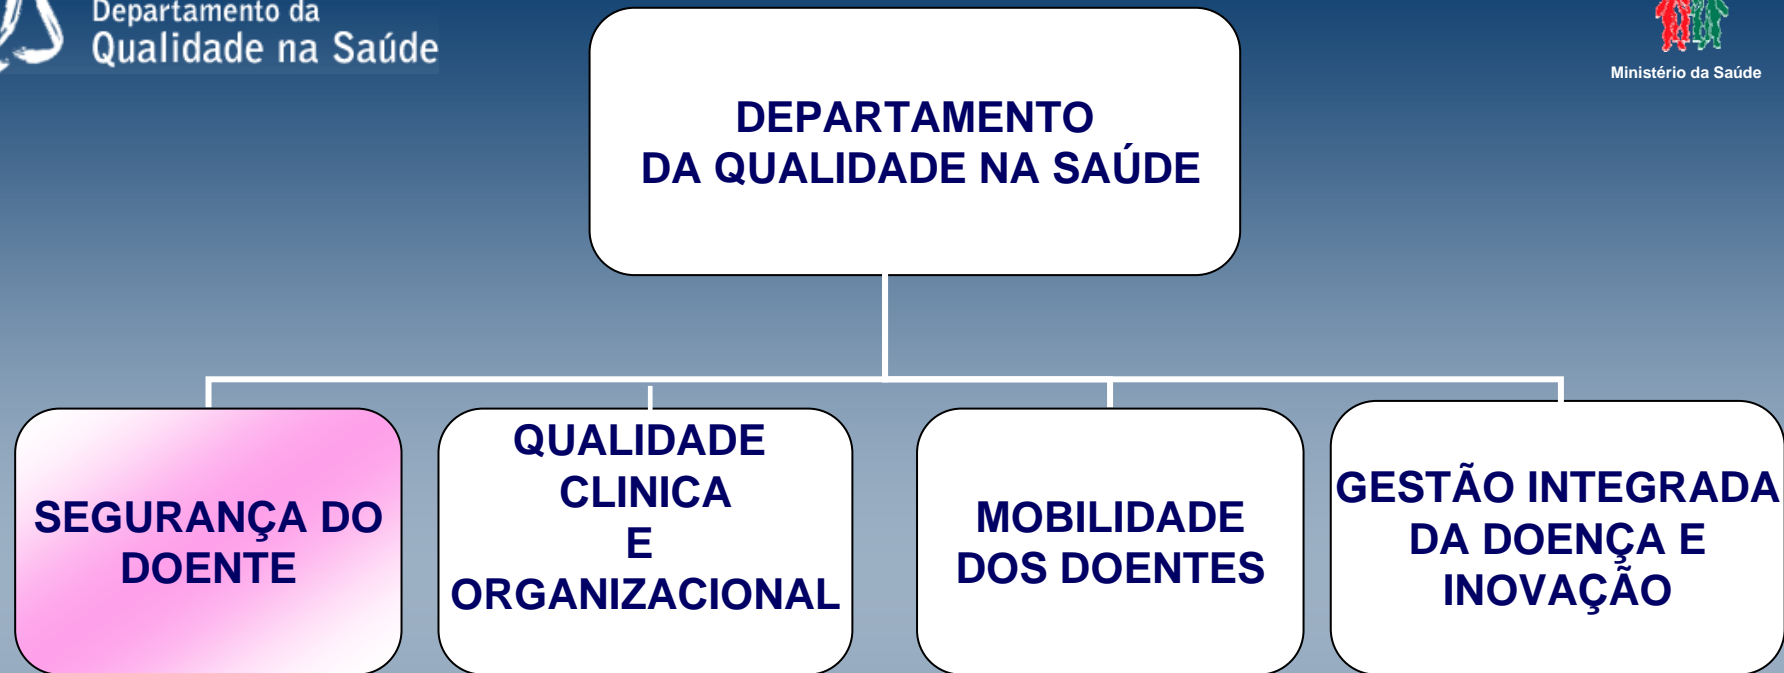 Departamento da
Qualidade na Saúde
Ministério da Saúde
DEPARTAMENTO
DA QUALIDADE NA SAÚDE
SEGURANÇA DO
DOENTE
QUALIDADE
CLINICA
E
ORGANIZACIONAL
MOBILIDADE
DOS DOENTES
GESTÃO INTEGRADA
DA DOENÇA E
INOVAÇÃO